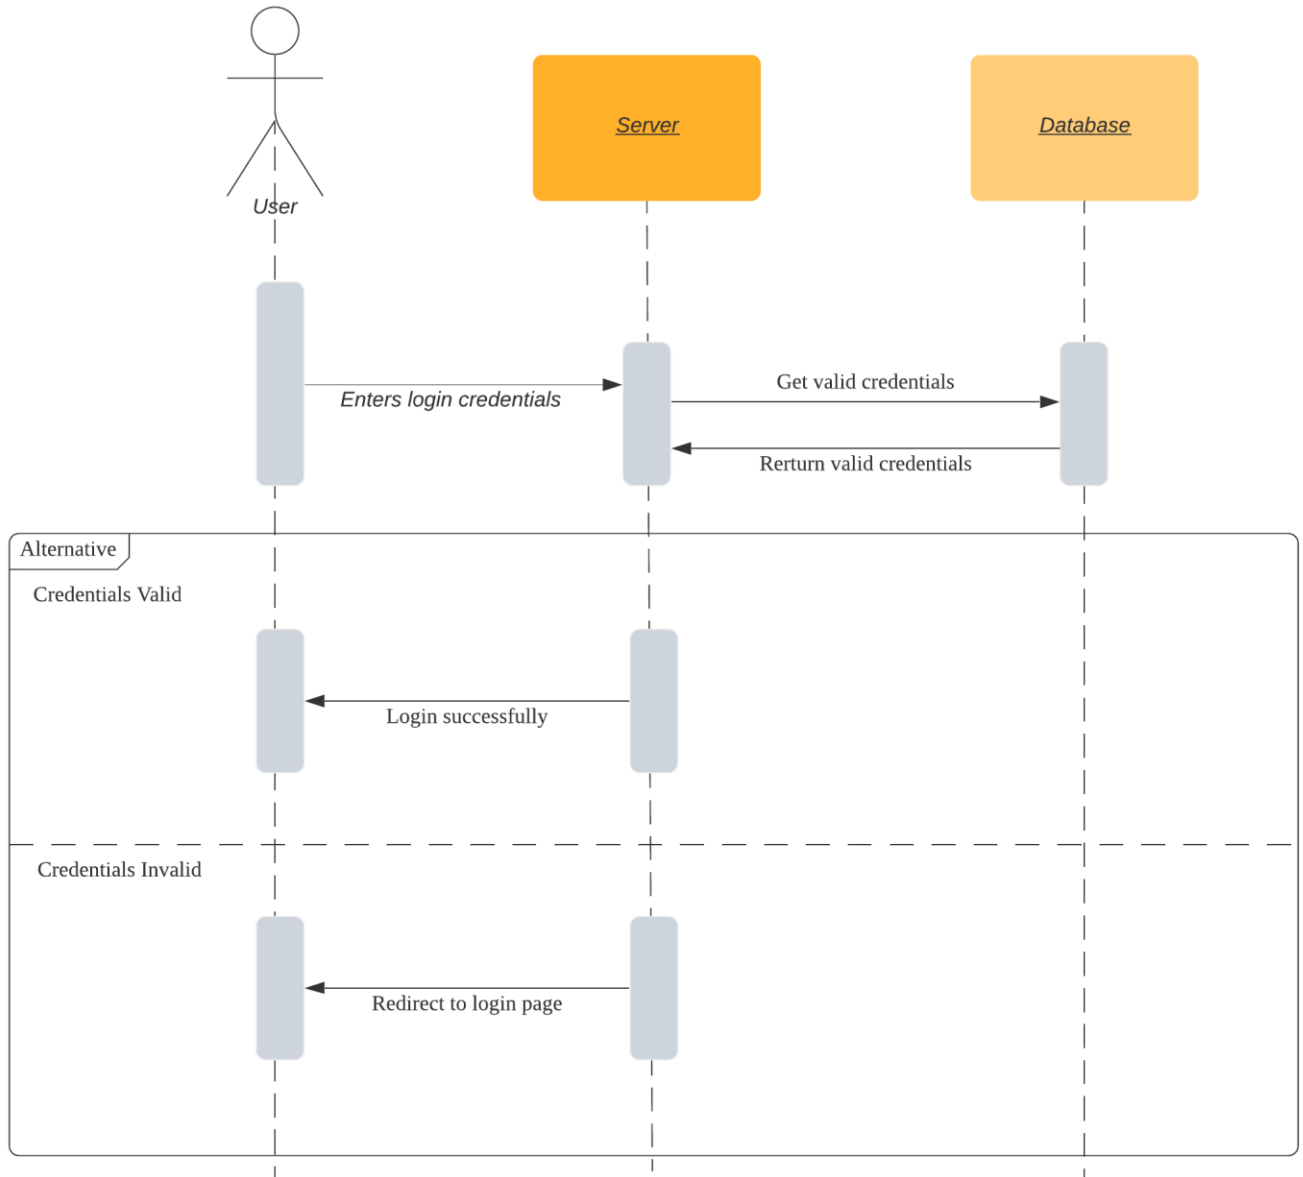 User
Server
Database
Enters login credentials
Get valid credentials
Rerturn valid credentials
Alternative
Credentials Valid
Login successfully
Credentials Invalid
Redirect to login page